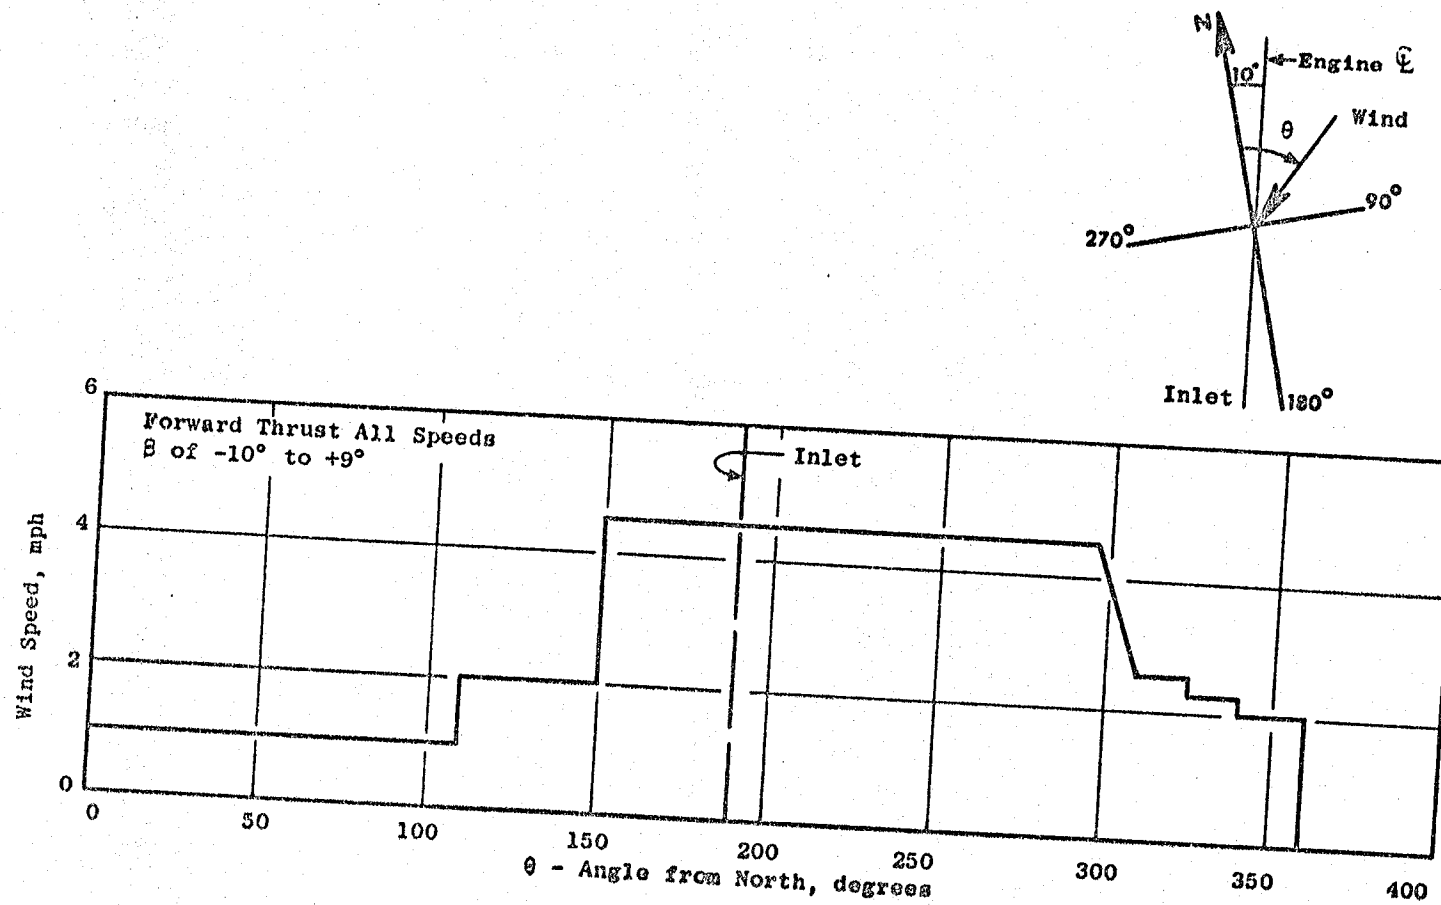 N
10°
Engine ℄
Wind
θ
90°
270°
Inlet
180°
6
Forward Thrust All Speeds
β of -10° to +9°
Inlet
4
Wind Speed, mph
2
0
0
50
100
150
200
250
300
350
400
θ - Angle from North, degrees